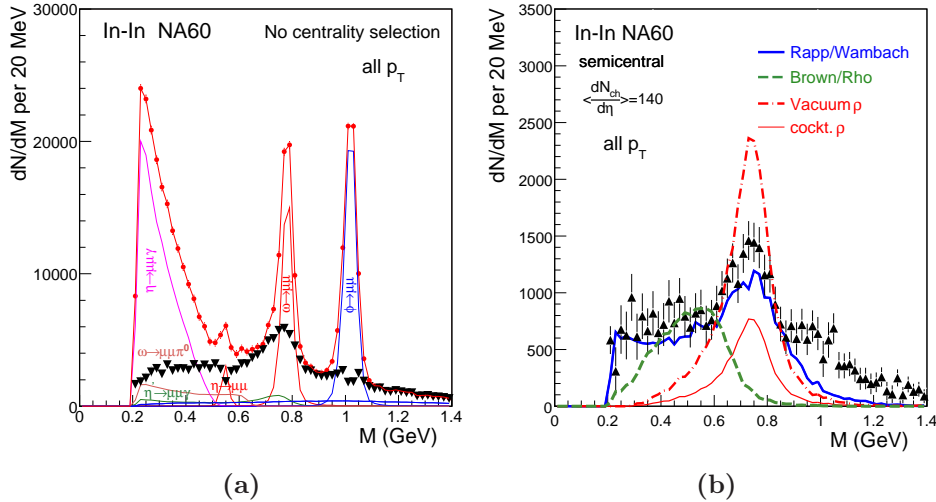 In-In NA60
No centrality selection
all pT
dN/dM per 20 MeV
30000
20000
10000
0
η→μμγ
ω→μμπ⁰
η→μμγ
η→μμ
ω→μμ
φ→μμ
0 0.2 0.4 0.6 0.8 1 1.2 1.4
M (GeV)
(a)
In-In NA60
semicentral
<dNch/dη>=140
all pT
Rapp/Wambach
Brown/Rho
Vacuum ρ
cockt. ρ
dN/dM per 20 MeV
3500
3000
2500
2000
1500
1000
500
0
0 0.2 0.4 0.6 0.8 1 1.2 1.4
M (GeV)
(b)